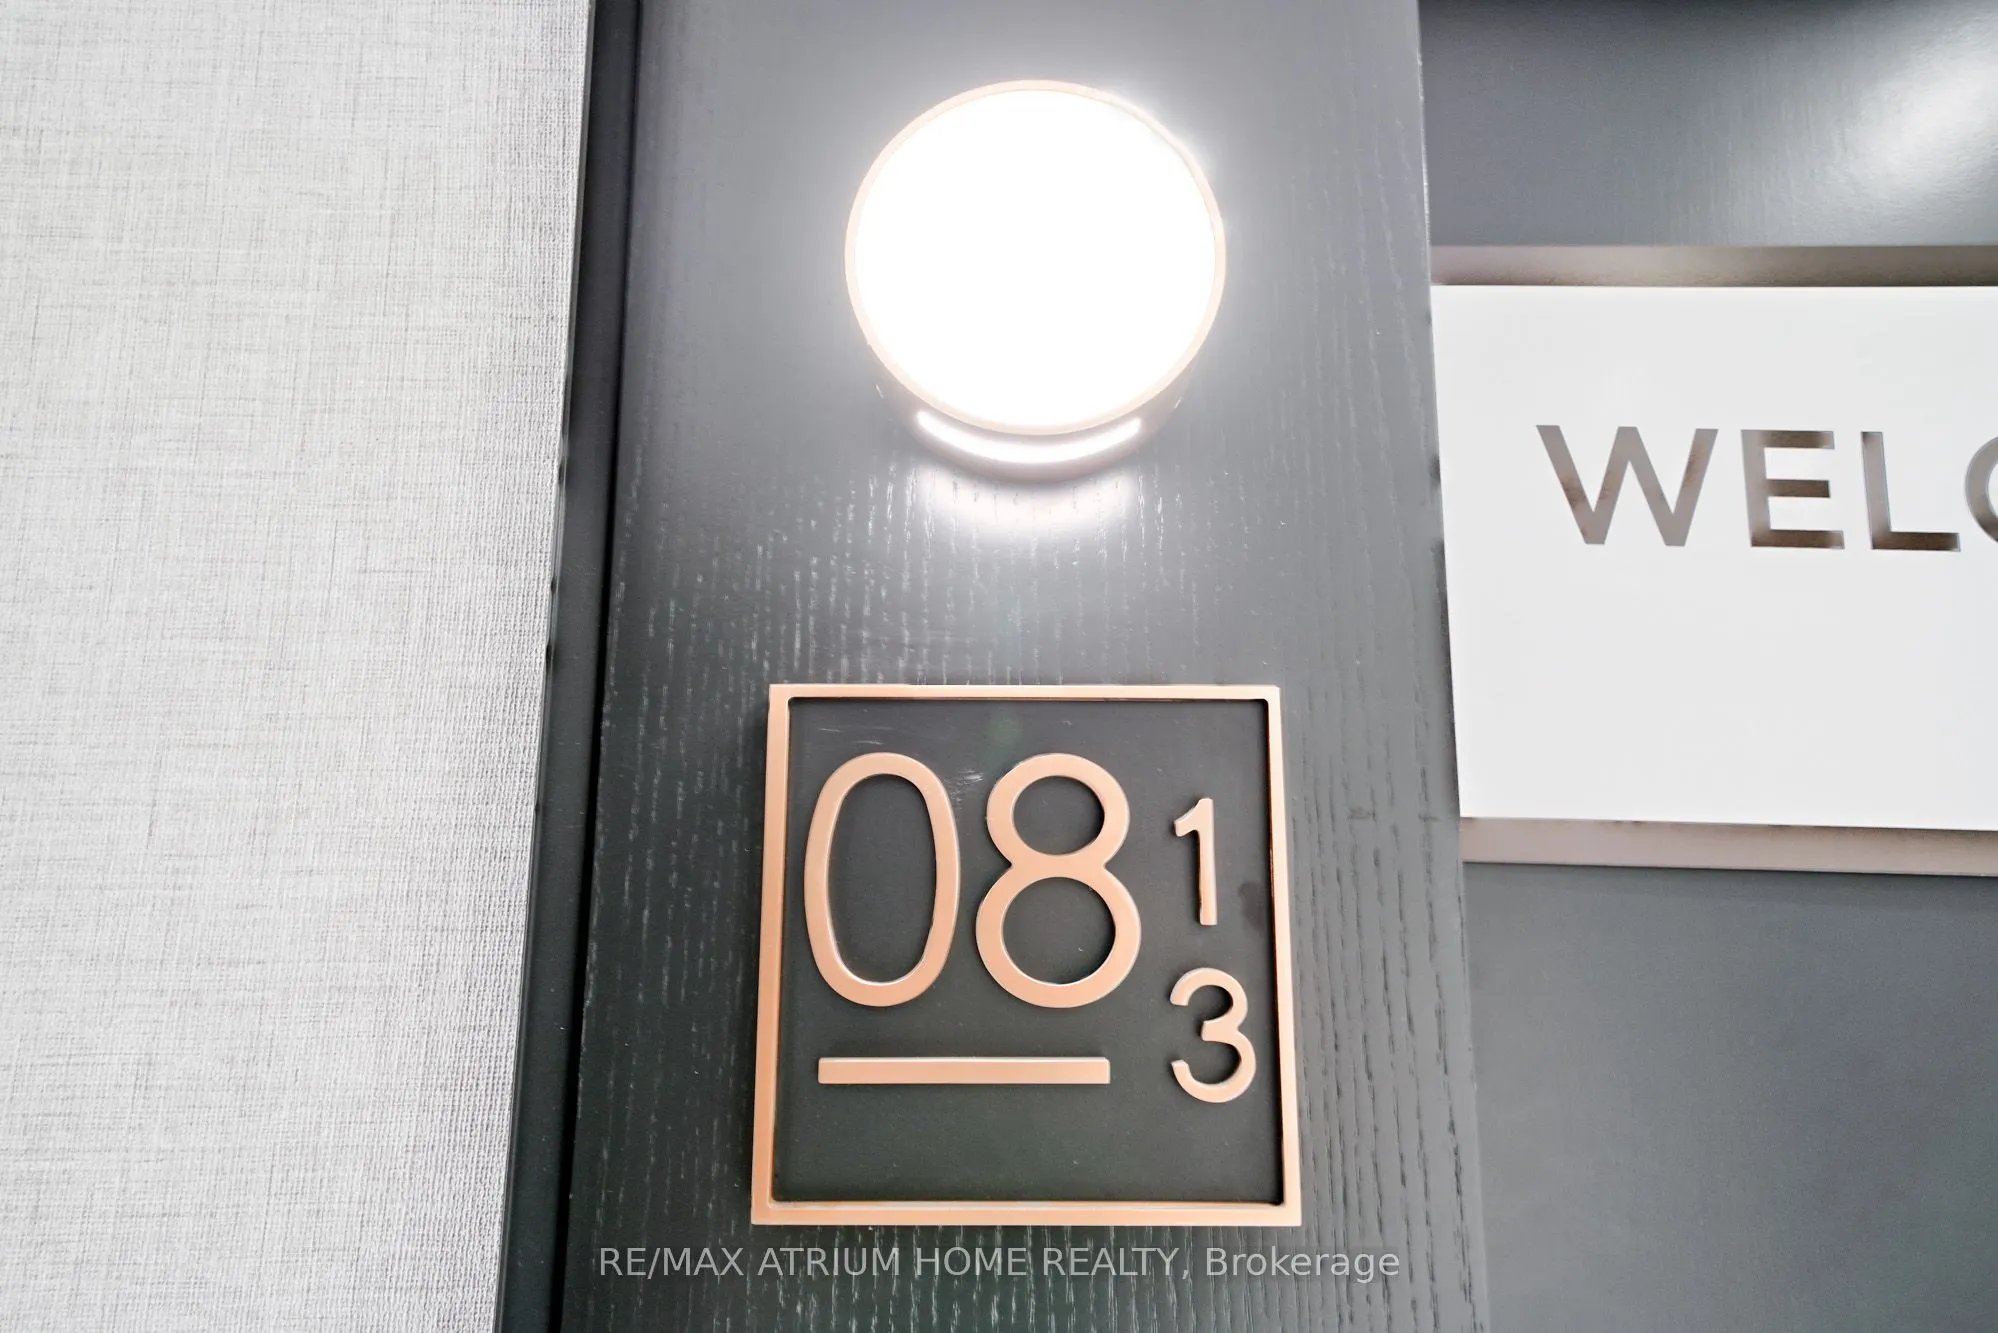 WELC
08
1
3
RE/MAX ATRIUM HOME REALTY, Brokerage